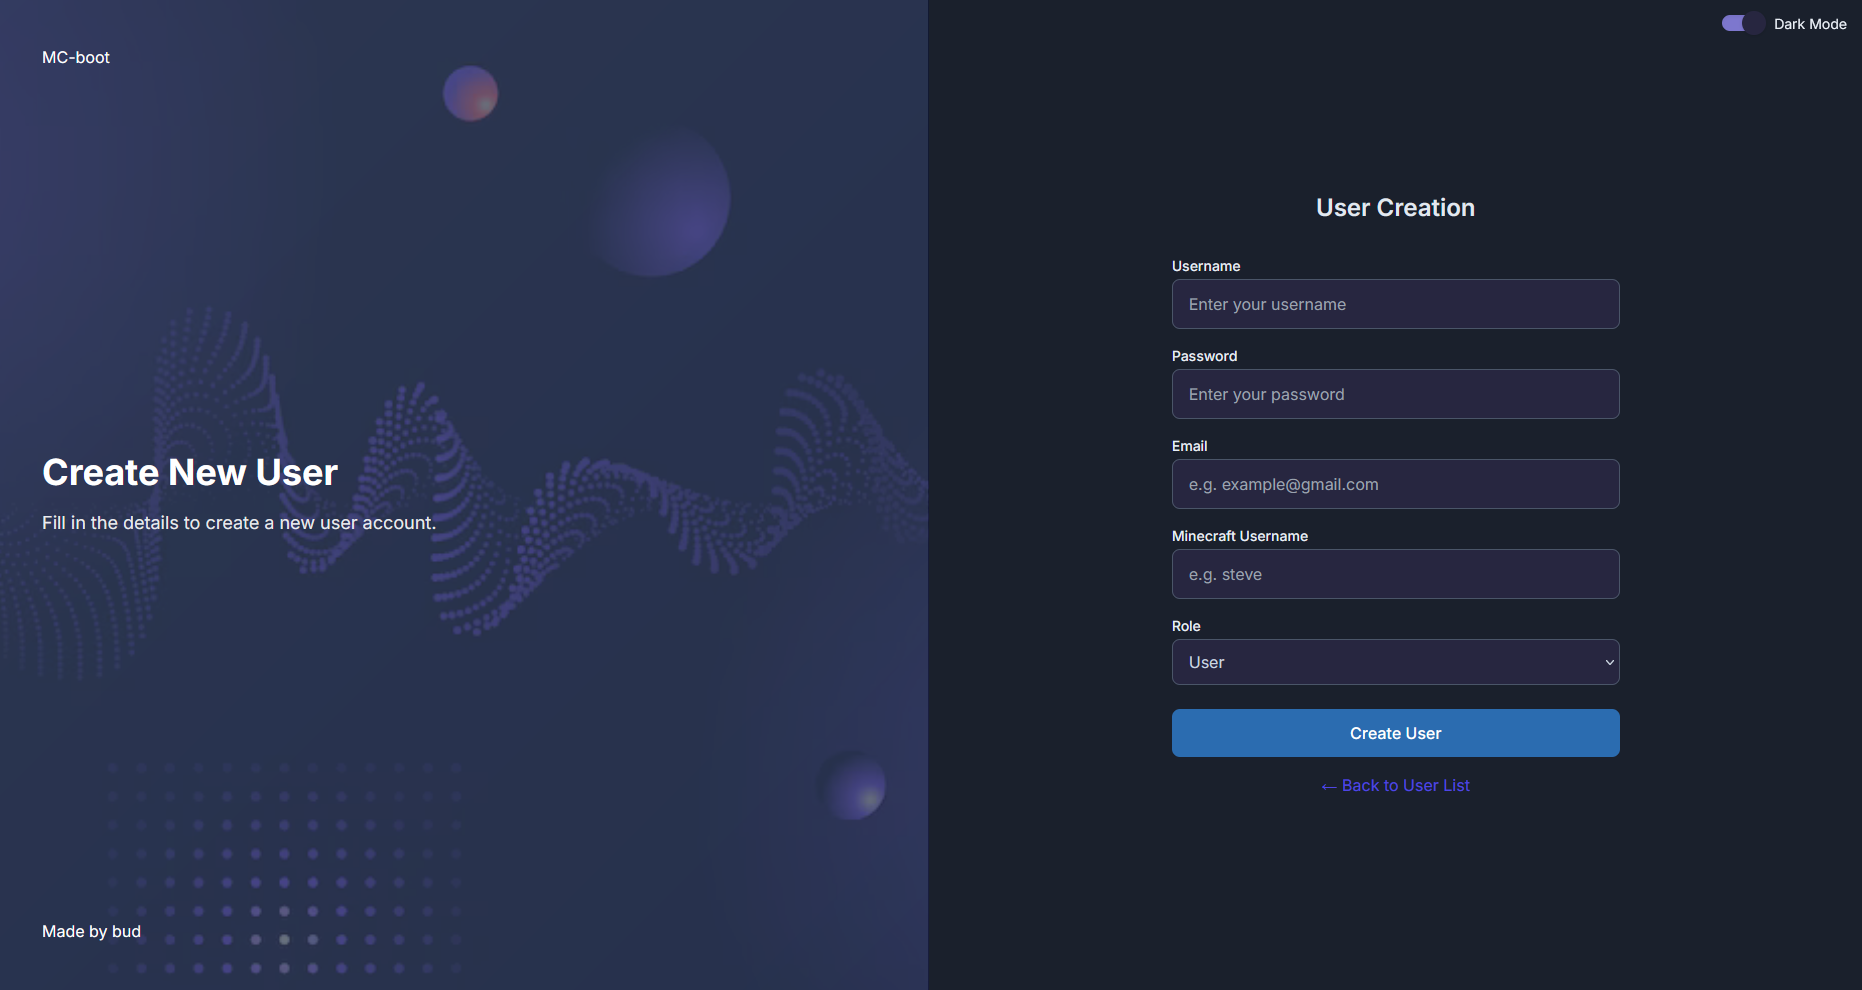 MC-boot
Create New User
Fill in the details to create a new user account.
Made by bud
Dark Mode
User Creation
Username
Enter your username
Password
Enter your password
Email
e.g. example@gmail.com
Minecraft Username
e.g. steve
Role
User
Create User
← Back to User List